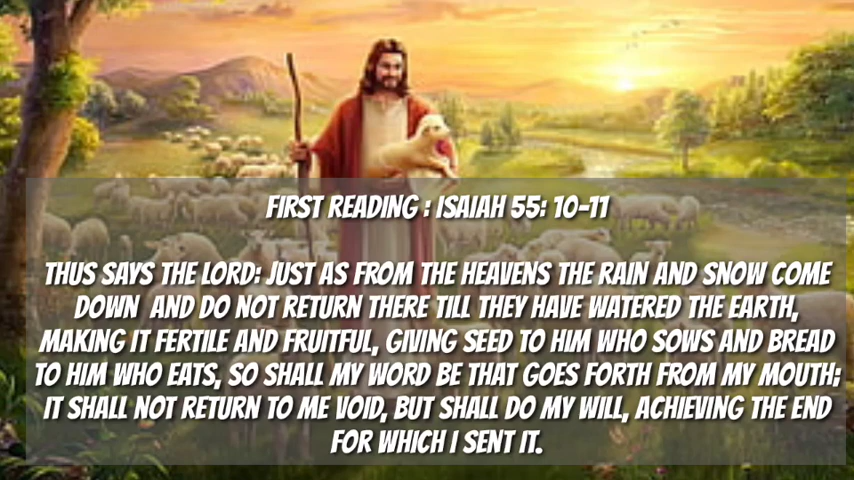 FIRST READING : ISAIAH 55: 10-11
THUS SAYS THE LORD: JUST AS FROM THE HEAVENS THE RAIN AND SNOW COME
DOWN AND DO NOT RETURN THERE TILL THEY HAVE WATERED THE EARTH,
MAKING IT FERTILE AND FRUITFUL, GIVING SEED TO HIM WHO SOWS AND BREAD
TO HIM WHO EATS, SO SHALL MY WORD BE THAT GOES FORTH FROM MY MOUTH;
IT SHALL NOT RETURN TO ME VOID, BUT SHALL DO MY WILL, ACHIEVING THE END
FOR WHICH I SENT IT.